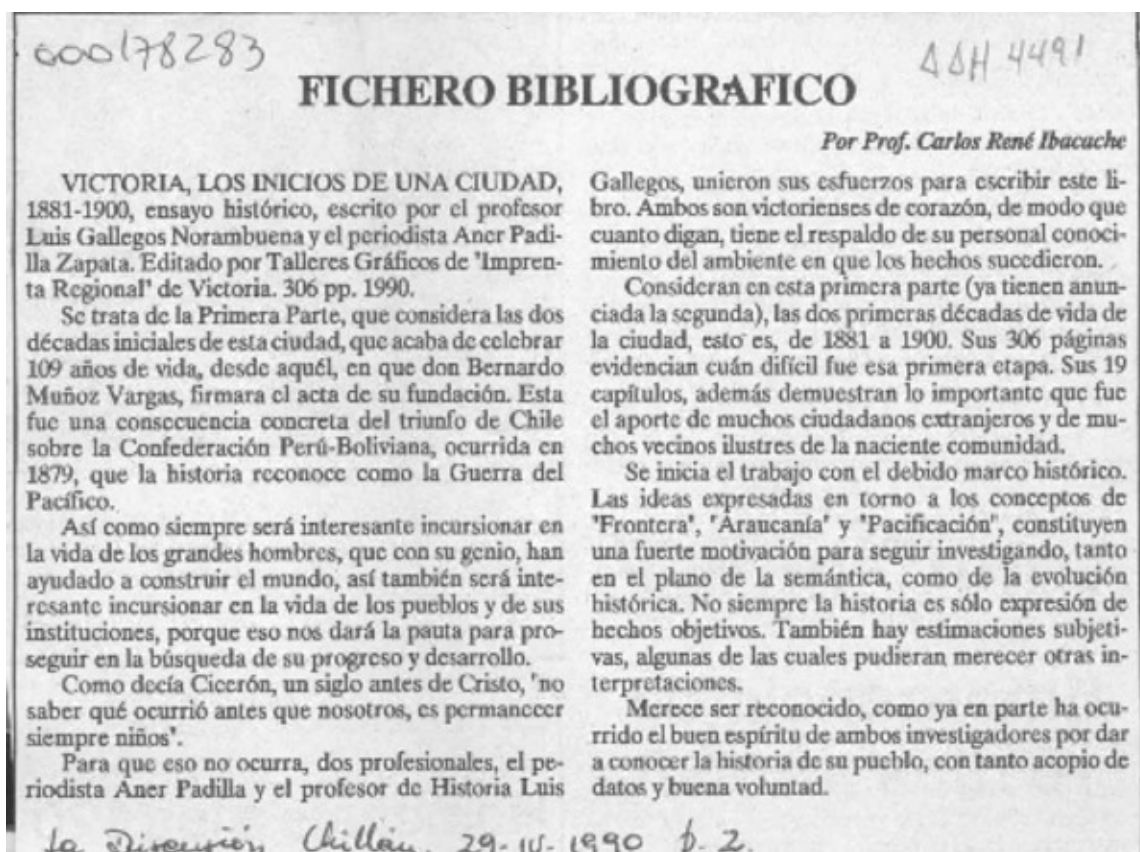 000178283
AAH 4491
FICHERO BIBLIOGRAFICO
Por Prof. Carlos René Ibacache
VICTORIA, LOS INICIOS DE UNA CIUDAD,
1881-1900, ensayo histórico, escrito por el profesor
Luis Gallegos Norambuena y el periodista Aner Padi-
lla Zapata. Editado por Talleres Gráficos de "Impren-
ta Regional" de Victoria. 306 pp. 1990.
Se trata de la Primera Parte, que considera las dos
décadas iniciales de esta ciudad, que acaba de celebrar
109 años de vida, desde aquél, en que don Bernardo
Muñoz Vargas, firmara el acta de su fundación. Esta
fue una consecuencia concreta del triunfo de Chile
sobre la Confederación Perú-Boliviana, ocurrida en
1879, que la historia reconoce como la Guerra del
Pacífico.
Así como siempre será interesante incursionar en
la vida de los grandes hombres, que con su genio, han
ayudado a construir el mundo, así también será inte-
resante incursionar en la vida de los pueblos y de sus
instituciones, porque eso nos dará la pauta para pro-
seguir en la búsqueda de su progreso y desarrollo.
Como decía Cicerón, un siglo antes de Cristo, "no
saber qué ocurrió antes que nosotros, es permanecer
siempre niños".
Para que eso no ocurra, dos profesionales, el pe-
riodista Aner Padilla y el profesor de Historia Luis
Gallegos, unieron sus esfuerzos para escribir este li-
bro. Ambos son victorienses de corazón, de modo que
cuanto digan, tiene el respaldo de su personal conoci-
miento del ambiente en que los hechos sucedieron.
Consideran en esta primera parte (ya tienen anun-
ciada la segunda), las dos primeras décadas de vida de
la ciudad, esto es, de 1881 a 1900. Sus 306 páginas
evidencian cuán difícil fue esa primera etapa. Sus 19
capítulos, además demuestran lo importante que fue
el aporte de muchos ciudadanos extranjeros y de mu-
chos vecinos ilustres de la naciente comunidad.
Se inicia el trabajo con el debido marco histórico.
Las ideas expresadas en torno a los conceptos de
"Frontera", "Araucanía" y "Pacificación", constituyen
una fuerte motivación para seguir investigando, tanto
en el plano de la semántica, como de la evolución
histórica. No siempre la historia es sólo expresión de
hechos objetivos. También hay estimaciones subjeti-
vas, algunas de las cuales pudieran merecer otras in-
terpretaciones.
Merece ser reconocido, como ya en parte ha ocu-
rrido el buen espíritu de ambos investigadores por dar
a conocer la historia de su pueblo, con tanto acopio de
datos y buena voluntad.
La Discusión Chillán, 29-IV-1990 p. 2.